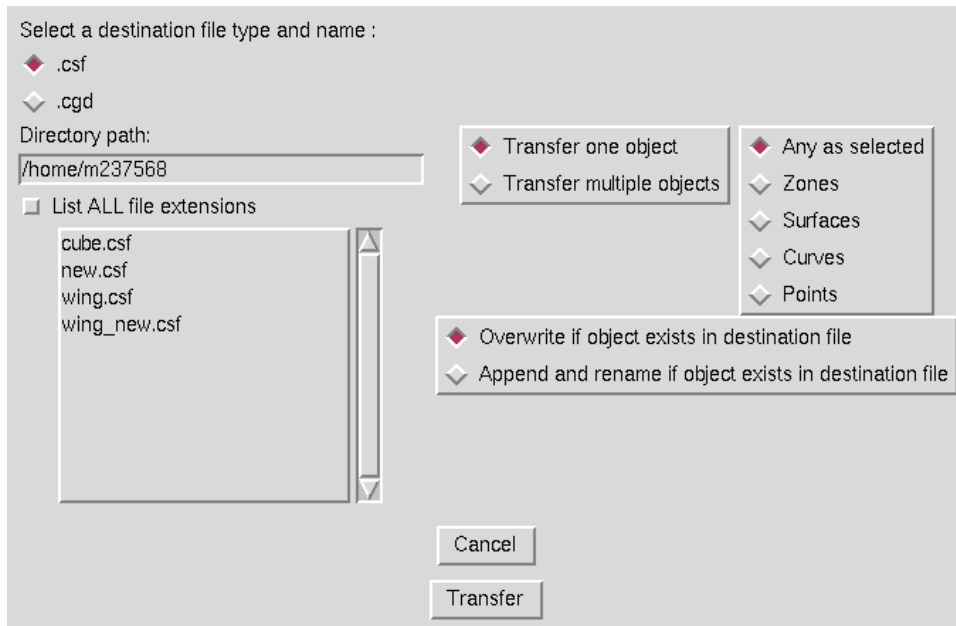 Select a destination file type and name :
.csf
.cgd
Directory path:
/home/m237568
List ALL file extensions
cube.csf
new.csf
wing.csf
wing_new.csf
Transfer one object
Transfer multiple objects
Any as selected
Zones
Surfaces
Curves
Points
Overwrite if object exists in destination file
Append and rename if object exists in destination file
Cancel
Transfer